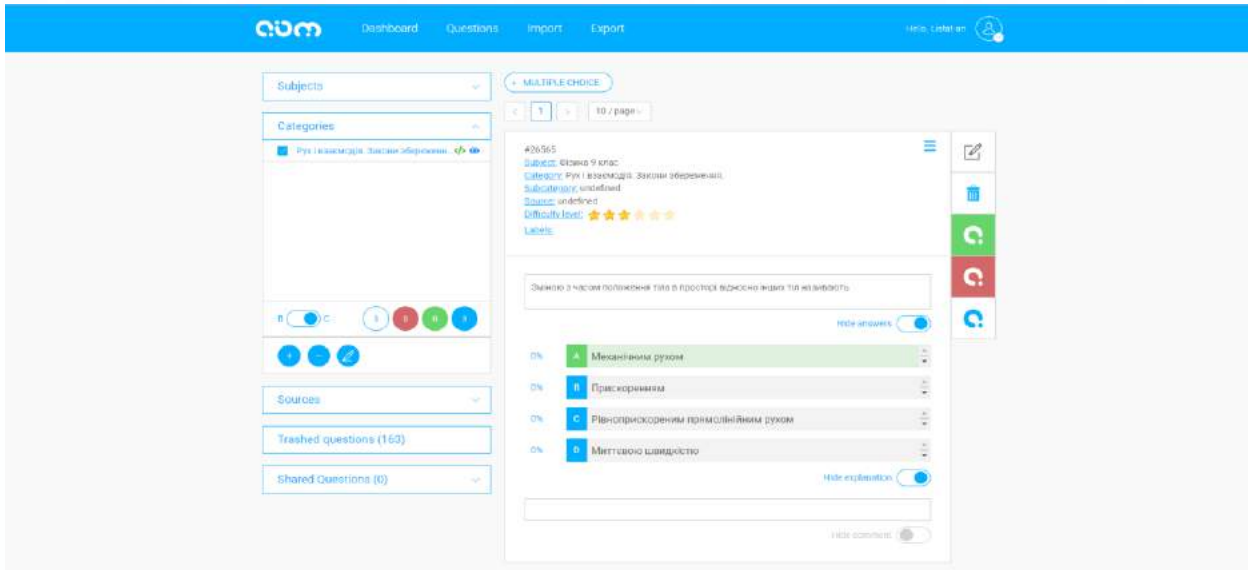 Dashboard
Questions
Import
Export
Subjects
Categories
Рух і взаємодія. Закони збереженн..
B
C
Sources
Trashed questions (163)
Shared Questions (0)
+ MULTIPLE CHOICE
< 1 >
10 / page
#26565
Subject: Фізика 9 клас
Category: Рух і взаємодія. Закони збереження.
Subcategory: undefined
Source: undefined
Difficulty level:
Labels:
Зміною з часом положення тіла в просторі відносно інших тіл називають
Hide answers
0% A Механічним рухом
0% B Прискоренням
0% C Рівноприскореним прямолінійним рухом
0% D Миттєвою швидкістю
Hide explanation
Hide comment